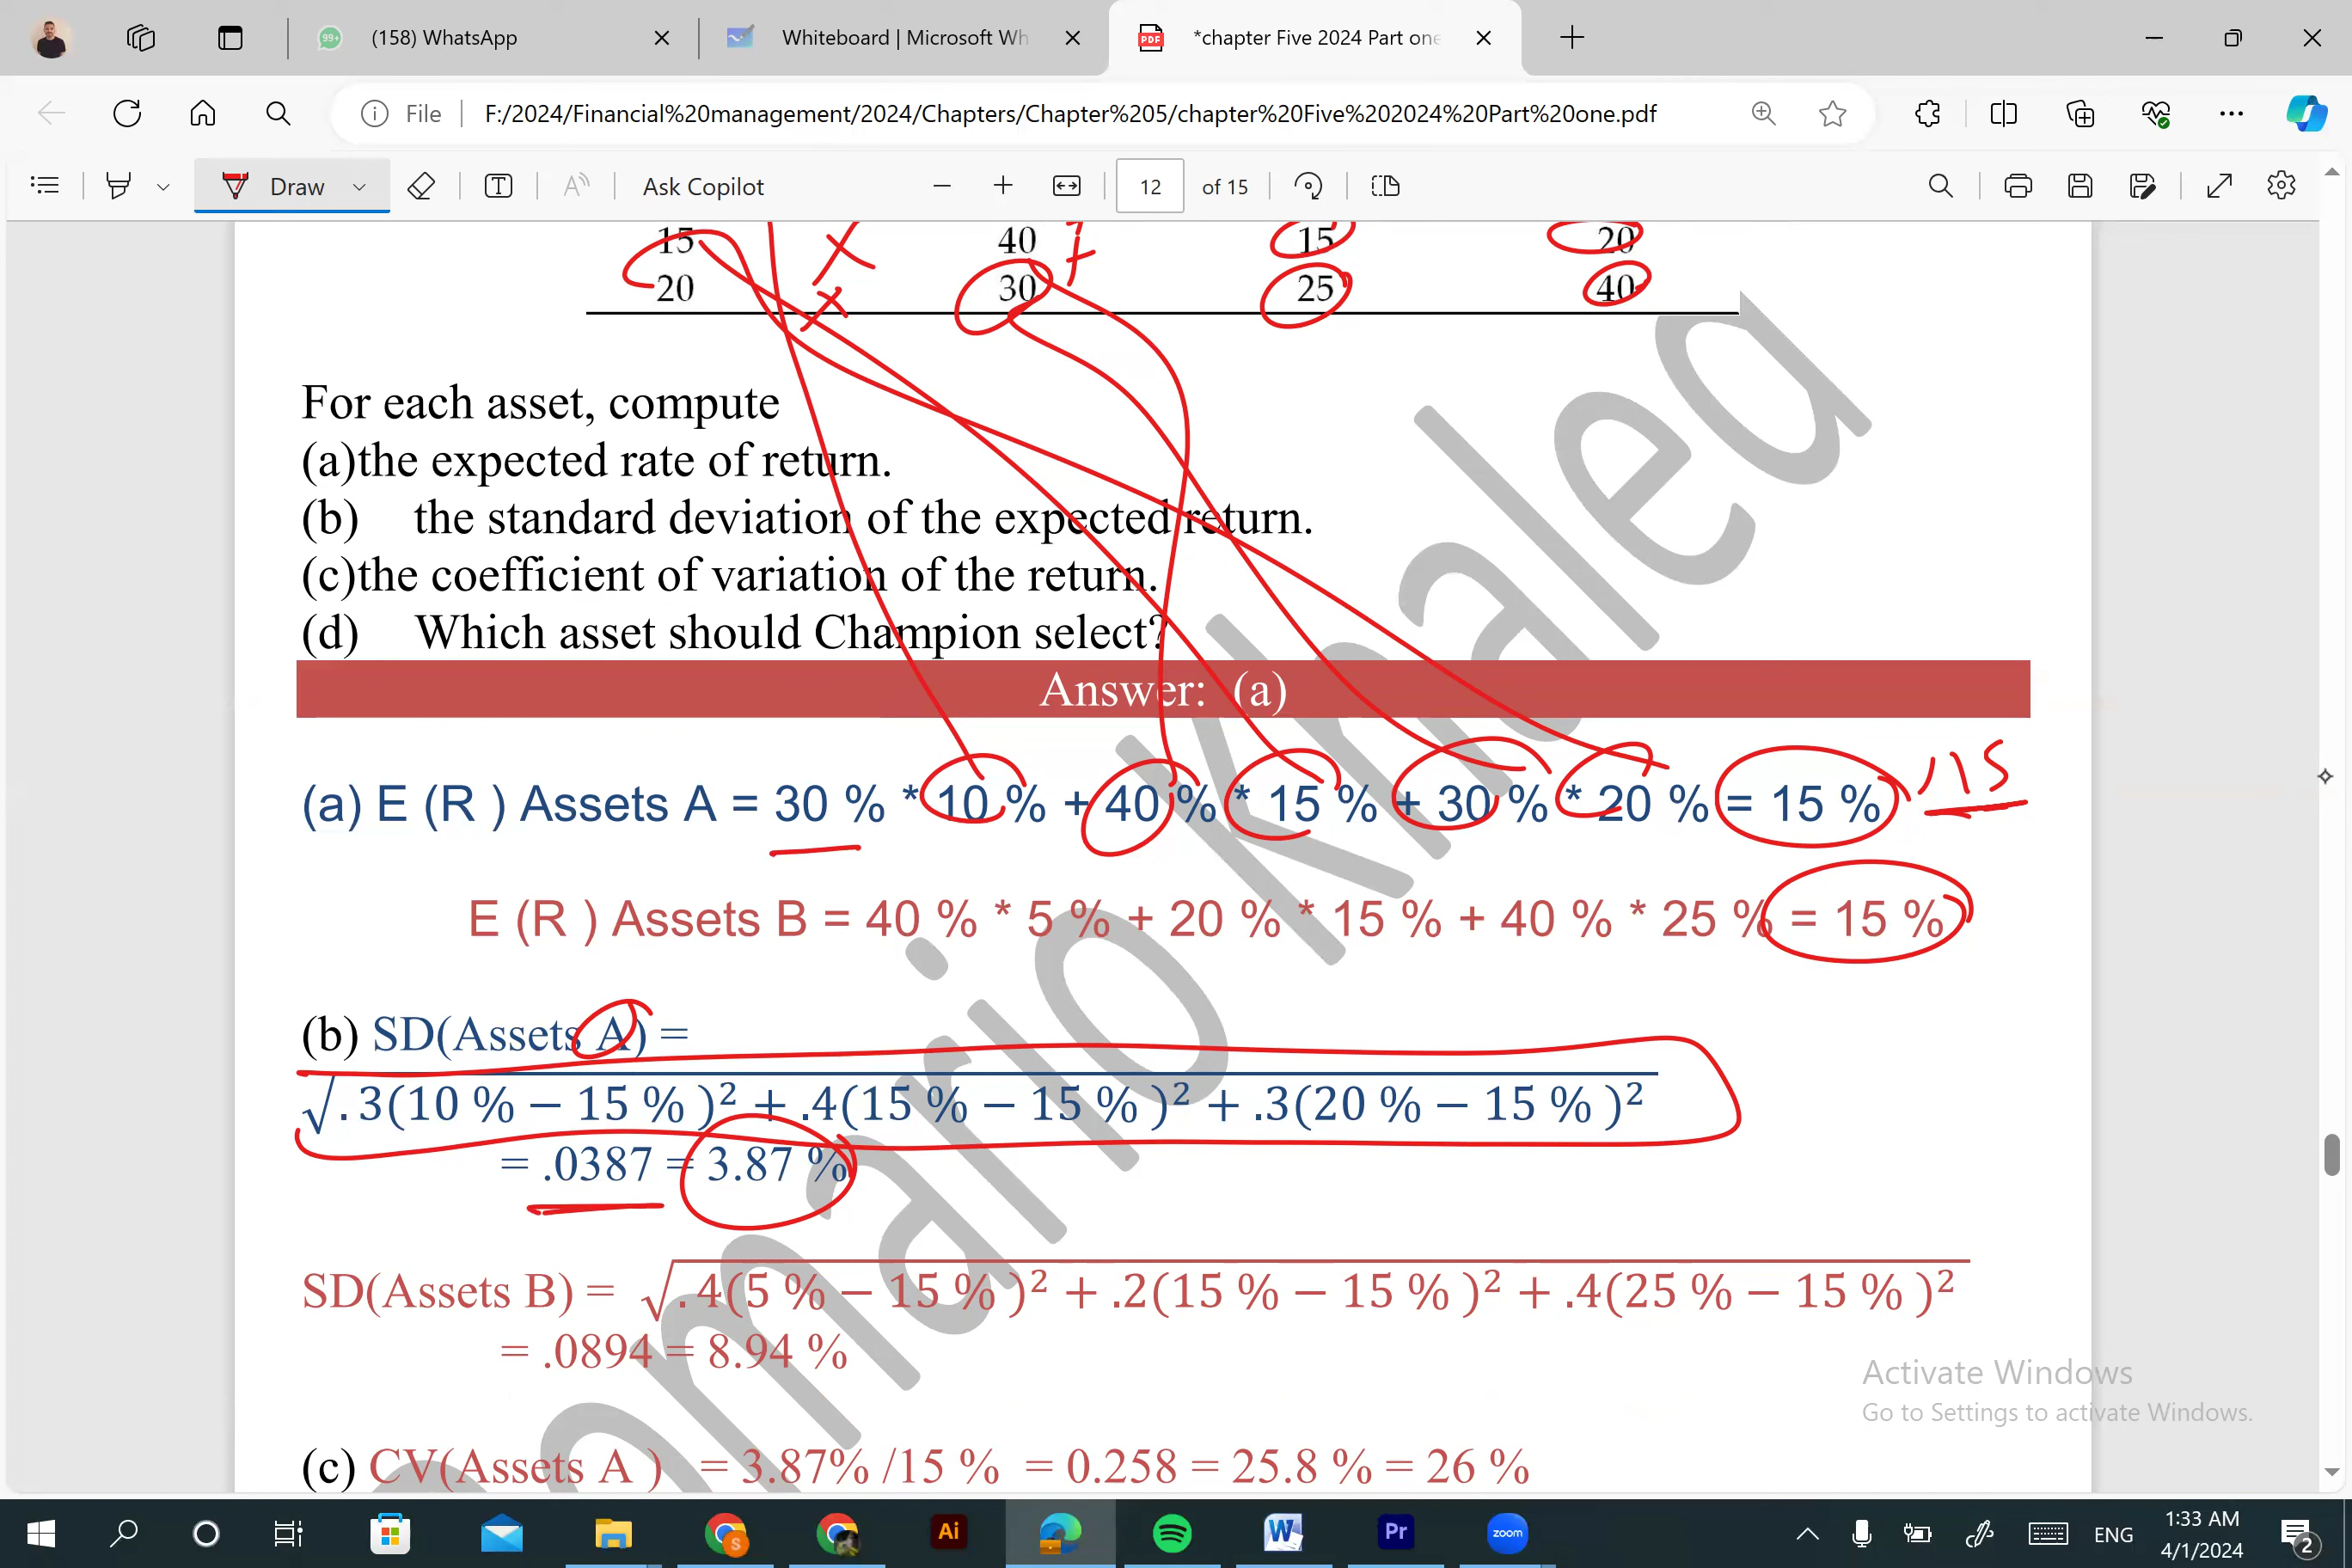 (158) WhatsApp
Whiteboard | Microsoft Wh
*chapter Five 2024 Part one
File
F:/2024/Financial%20management/2024/Chapters/Chapter%205/chapter%20Five%202024%20Part%20one.pdf
Draw
Ask Copilot
12 of 15
15 40 15 20
20 30 25 40
For each asset, compute
(a)the expected rate of return.
(b) the standard deviation of the expected return.
(c)the coefficient of variation of the return.
(d) Which asset should Champion select?
Answer: (a)
(a) E (R ) Assets A = 30 % * 10 % + 40 % * 15 % + 30 % * 20 % = 15 %
E (R ) Assets B = 40 % * 5 % + 20 % * 15 % + 40 % * 25 % = 15 %
(b) SD(Assets A) =
√.3(10 % – 15 % )² + .4(15 % – 15 % )² + .3(20 % – 15 % )²
= .0387 = 3.87 %
SD(Assets B) = √.4(5 % – 15 % )² + .2(15 % – 15 % )² + .4(25 % – 15 % )²
= .0894 = 8.94 %
(c) CV(Assets A ) = 3.87% /15 % = 0.258 = 25.8 % = 26 %
Khaled
Activate Windows
Go to Settings to activate Windows.
Ai
Pr
zoom
ENG
1:33 AM
4/1/2024
2